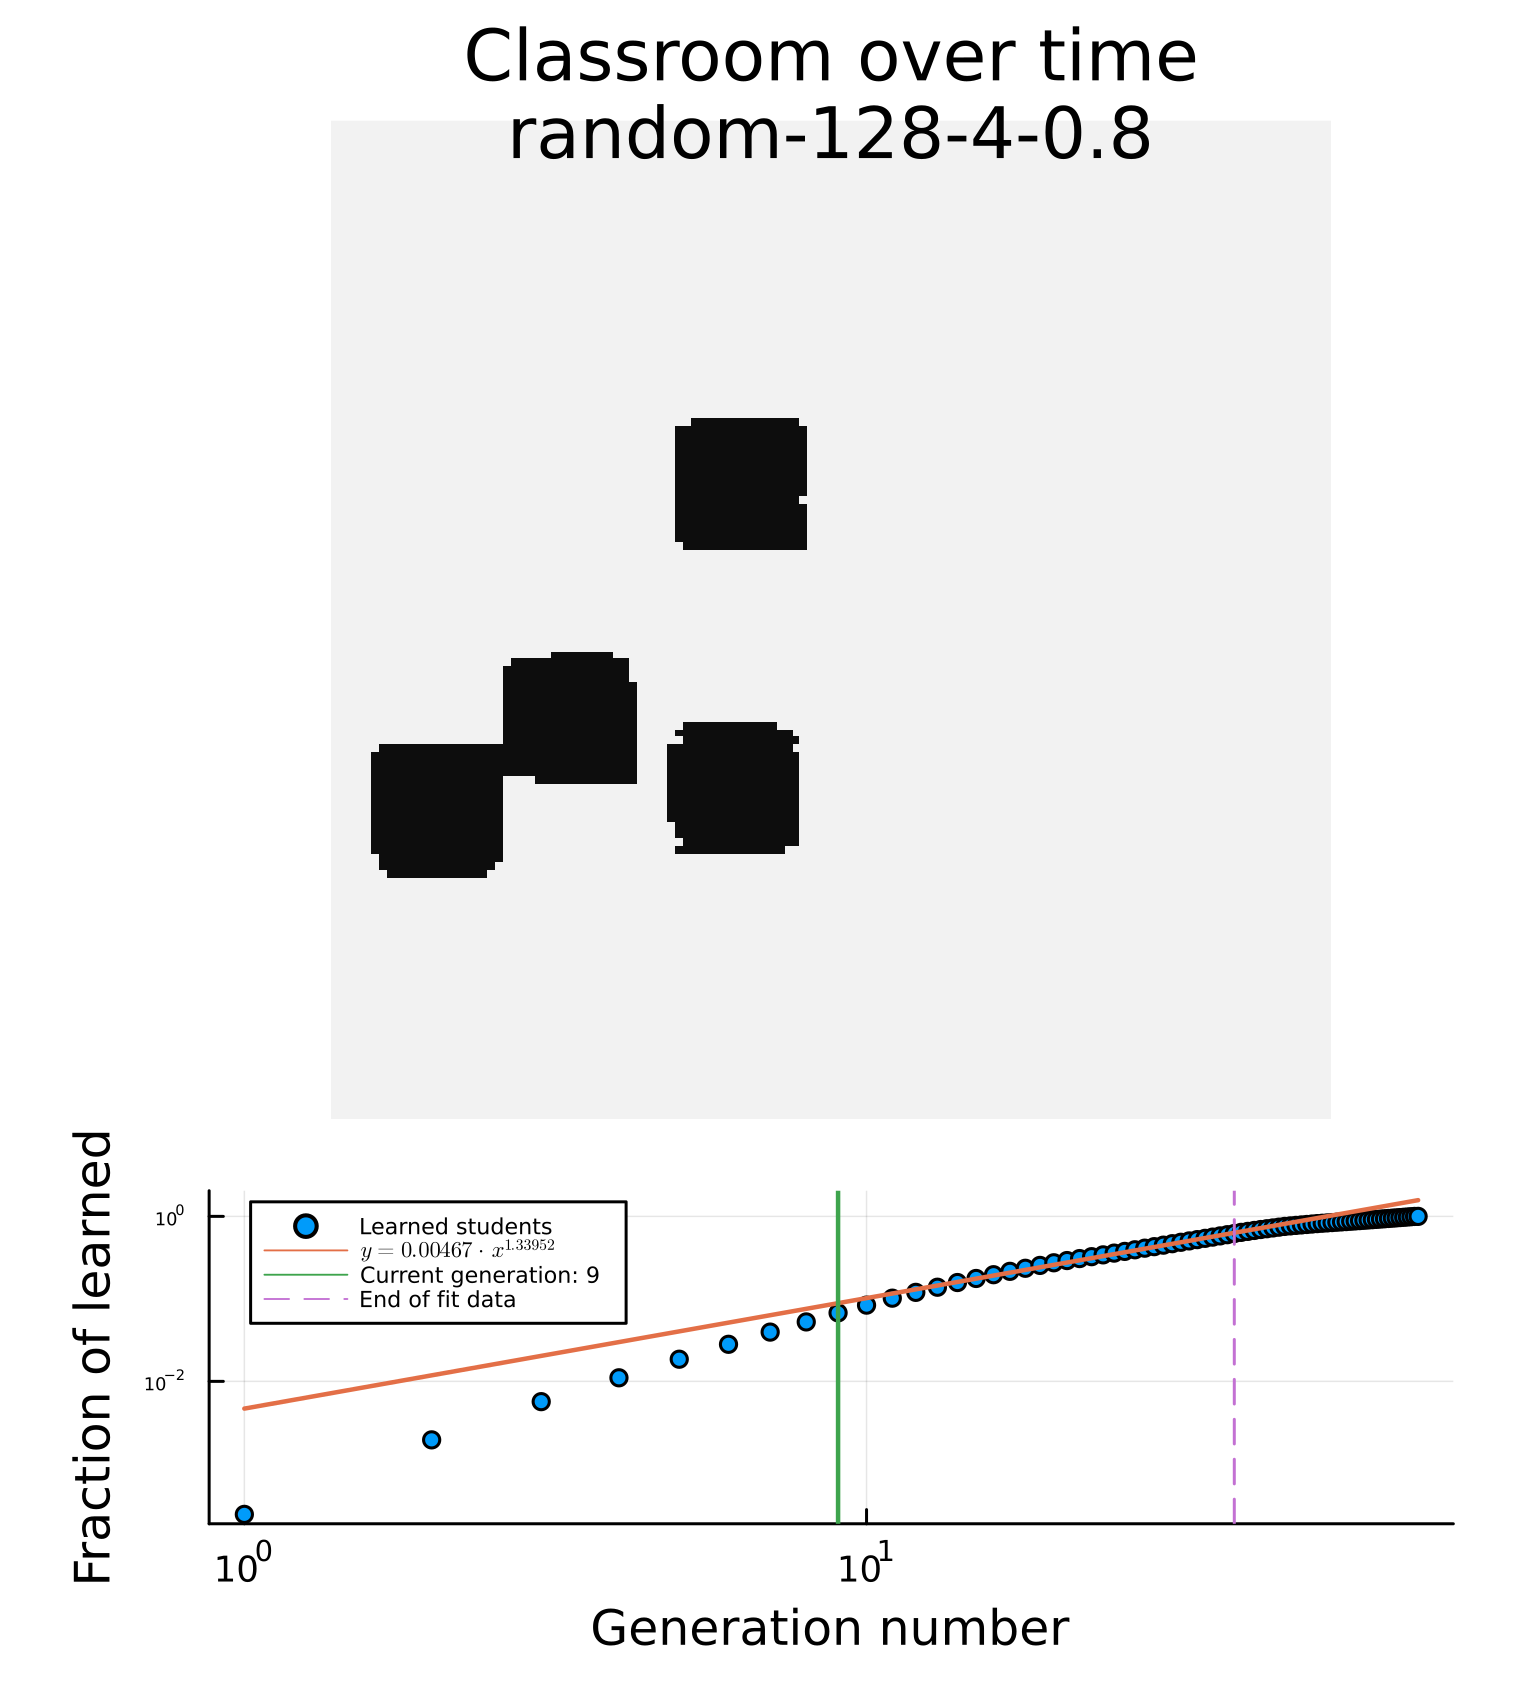 Classroom over time
random-128-4-0.8
Fraction of learned
10^0
10^−2
Learned students
y = 0.00467 · x^1.33952
Current generation: 9
End of fit data
10^0
10^1
Generation number